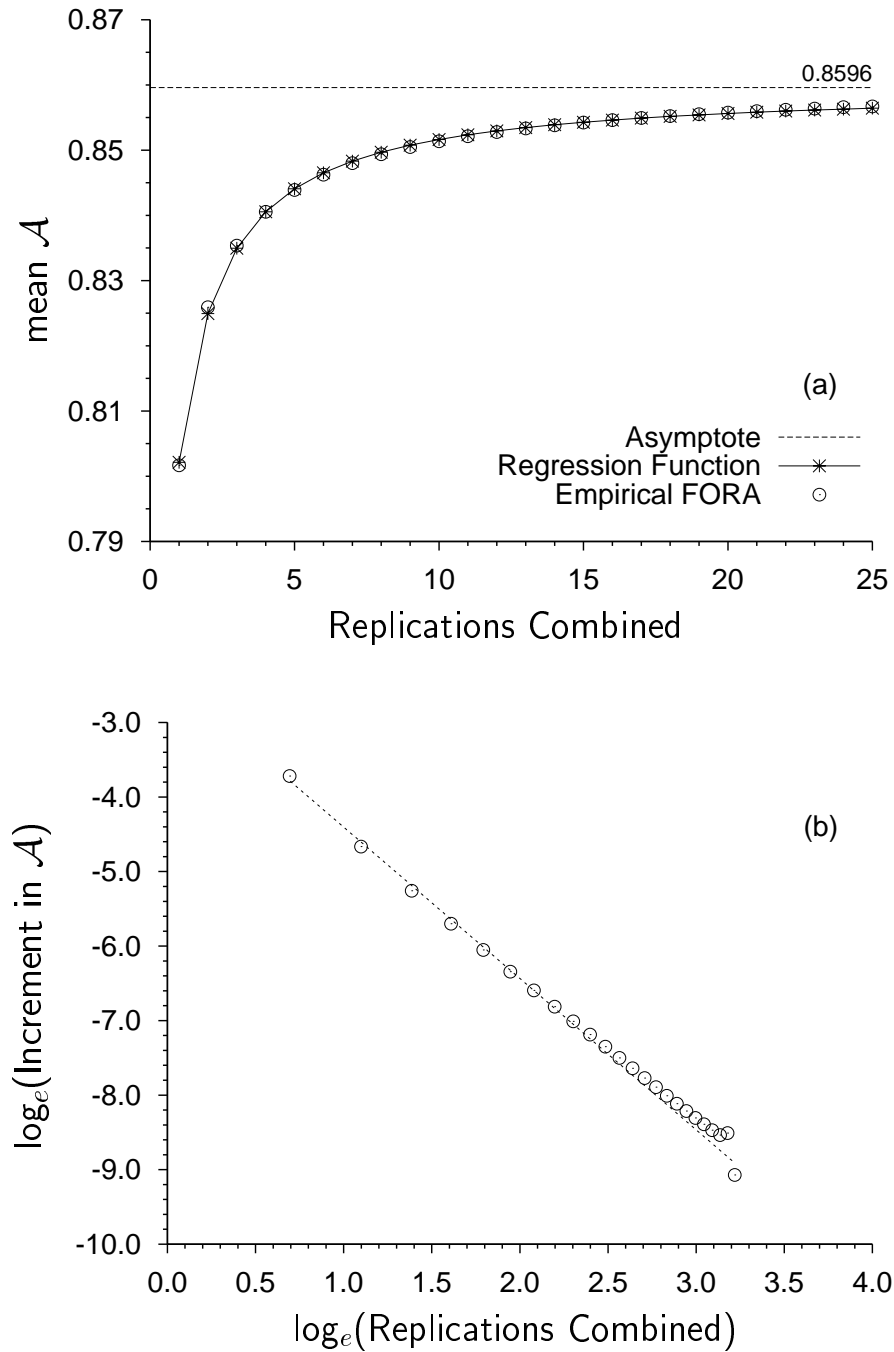 0.87
0.8596
0.85
mean 𝒜
0.83
(a)
0.81
Asymptote
Regression Function
Empirical FORA
0.79
0 5 10 15 20 25
Replications Combined
-3.0
-4.0
(b)
-5.0
-6.0
logₑ(Increment in 𝒜)
-7.0
-8.0
-9.0
-10.0
0.0 0.5 1.0 1.5 2.0 2.5 3.0 3.5 4.0
logₑ(Replications Combined)